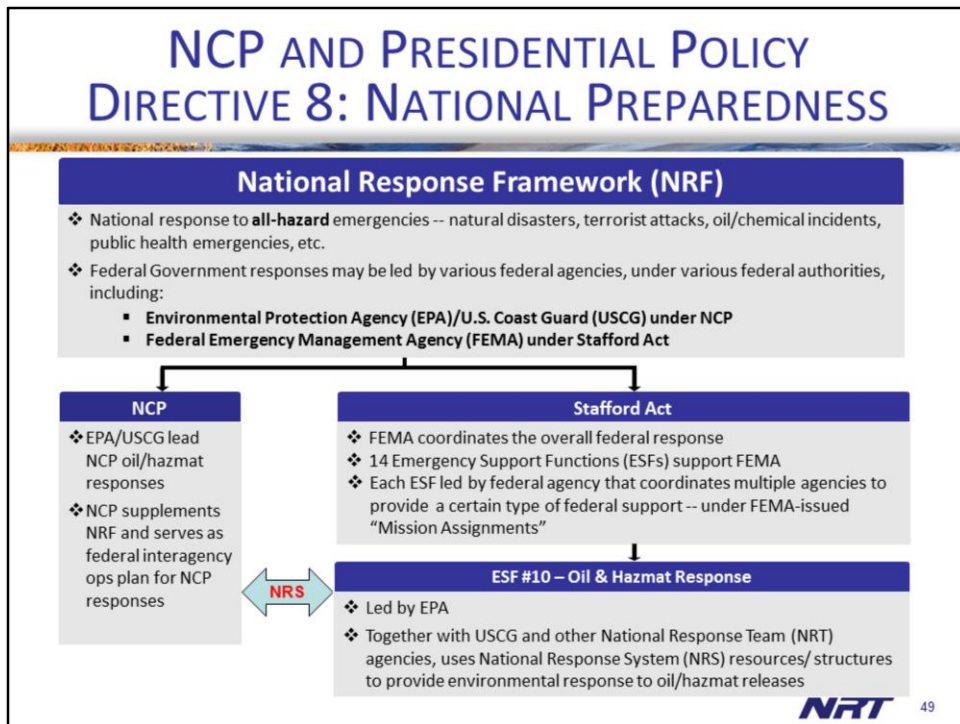 NCP AND PRESIDENTIAL POLICY
DIRECTIVE 8: NATIONAL PREPAREDNESS
National Response Framework (NRF)
❖ National response to all-hazard emergencies -- natural disasters, terrorist attacks, oil/chemical incidents,
public health emergencies, etc.
❖ Federal Government responses may be led by various federal agencies, under various federal authorities,
including:
▪ Environmental Protection Agency (EPA)/U.S. Coast Guard (USCG) under NCP
▪ Federal Emergency Management Agency (FEMA) under Stafford Act
NCP
❖ EPA/USCG lead
NCP oil/hazmat
responses
❖ NCP supplements
NRF and serves as
federal interagency
ops plan for NCP
responses
NRS
Stafford Act
❖ FEMA coordinates the overall federal response
❖ 14 Emergency Support Functions (ESFs) support FEMA
❖ Each ESF led by federal agency that coordinates multiple agencies to
provide a certain type of federal support -- under FEMA-issued
“Mission Assignments”
ESF #10 – Oil & Hazmat Response
❖ Led by EPA
❖ Together with USCG and other National Response Team (NRT)
agencies, uses National Response System (NRS) resources/ structures
to provide environmental response to oil/hazmat releases
NRT
49